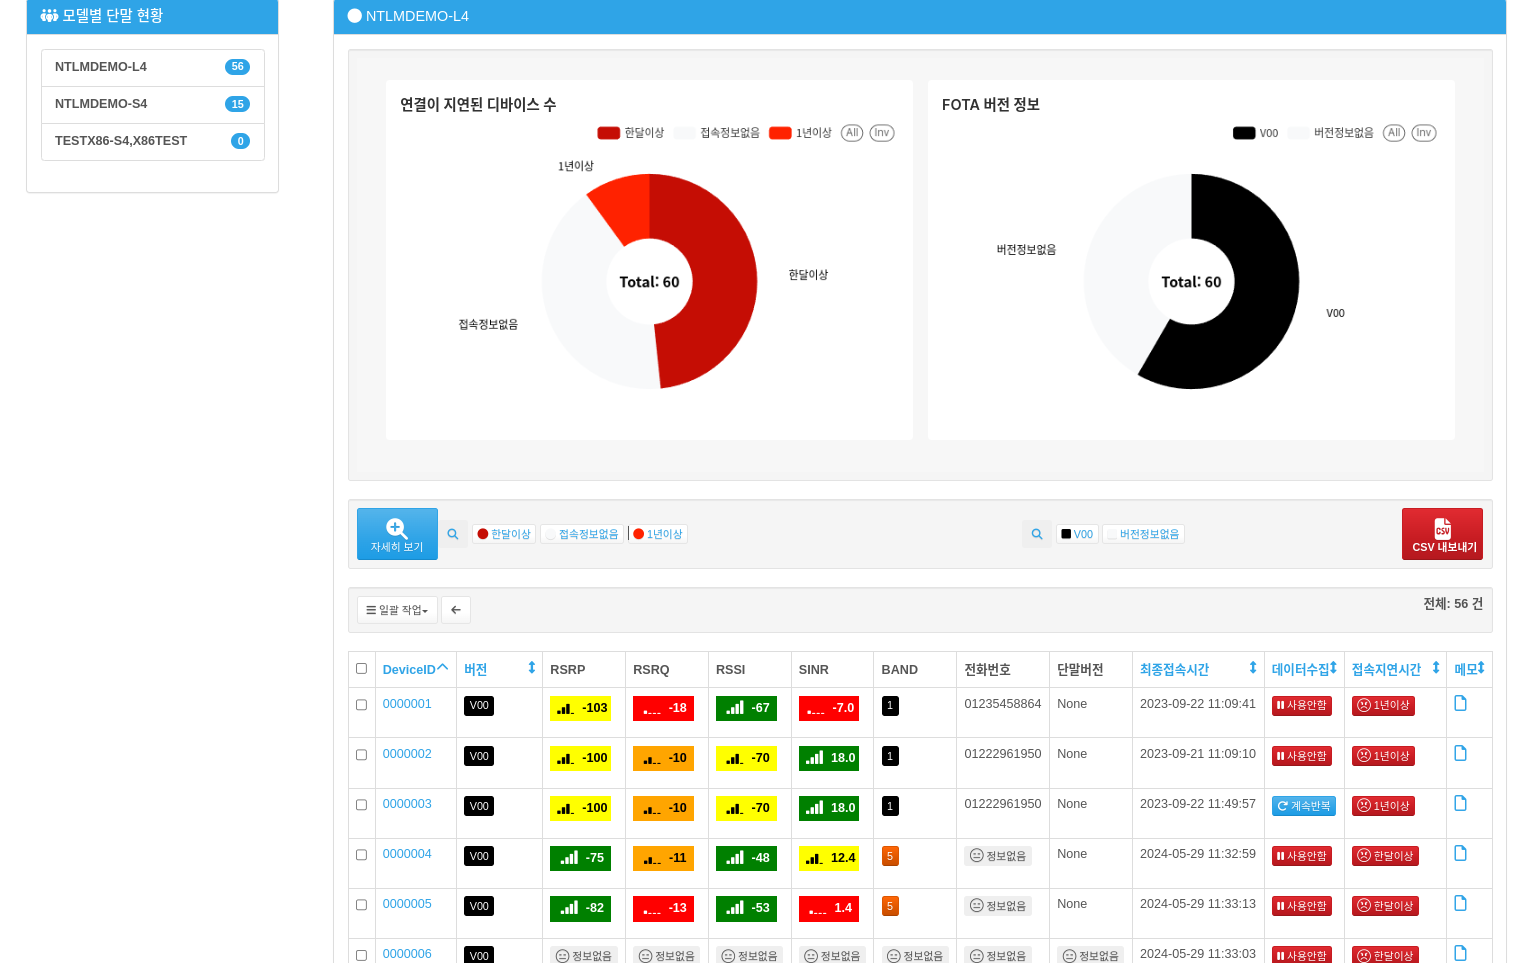 모델별 단말 현황
NTLMDEMO-L4 56
NTLMDEMO-S4 15
TESTX86-S4,X86TEST 0
NTLMDEMO-L4
연결이 지연된 디바이스 수
한달이상 접속정보없음 1년이상 All Inv
1년이상
Total: 60
한달이상
접속정보없음
FOTA 버전 정보
V00 버전정보없음 All Inv
버전정보없음
Total: 60
V00
자세히 보기
한달이상 접속정보없음 1년이상
V00 버전정보없음
CSV
CSV 내보내기
일괄 작업
전체: 56 건
DeviceID 버전 RSRP RSRQ RSSI SINR BAND 전화번호 단말버전 최종접속시간 데이터수집 접속지연시간 메모
0000001 V00 -103 -18 -67 -7.0 1 01235458864 None 2023-09-22 11:09:41 사용안함 1년이상
0000002 V00 -100 -10 -70 18.0 1 01222961950 None 2023-09-21 11:09:10 사용안함 1년이상
0000003 V00 -100 -10 -70 18.0 1 01222961950 None 2023-09-22 11:49:57 계속반복 1년이상
0000004 V00 -75 -11 -48 12.4 5 정보없음 None 2024-05-29 11:32:59 사용안함 한달이상
0000005 V00 -82 -13 -53 1.4 5 정보없음 None 2024-05-29 11:33:13 사용안함 한달이상
0000006 V00 정보없음 정보없음 정보없음 정보없음 정보없음 정보없음 정보없음 2024-05-29 11:33:03 사용안함 한달이상